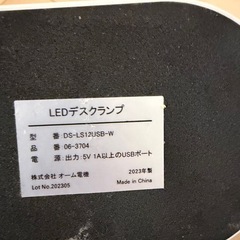 LEDデスクランプ
型　番　DS-LS12USB-W
品　番　06-3704
電　源：出力：5V 1A以上のUSBポート
株式会社 オーム電機　2023年製
Lot No.202305　Made in China